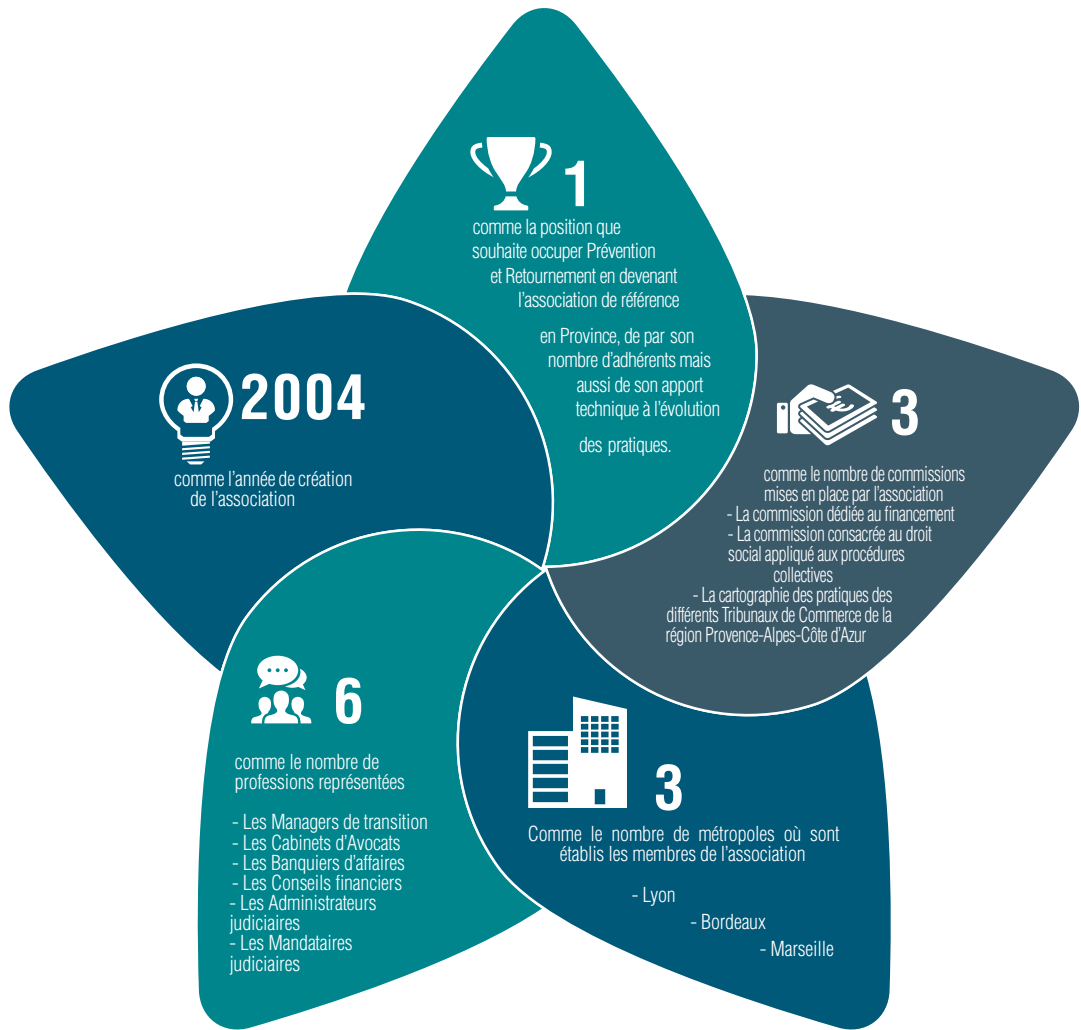 1
comme la position que
souhaite occuper Prévention
et Retournement en devenant
l'association de référence
en Province, de par son
nombre d'adhérents mais
aussi de son apport
technique à l'évolution
des pratiques.
3
comme le nombre de commissions
mises en place par l'association
- La commission dédiée au financement
- La commission consacrée au droit
social appliqué aux procédures
collectives
- La cartographie des pratiques des
différents Tribunaux de Commerce de la
région Provence-Alpes-Côte d'Azur
3
Comme le nombre de métropoles où sont
établis les membres de l'association
- Lyon
- Bordeaux
- Marseille
6
comme le nombre de
professions représentées
- Les Managers de transition
- Les Cabinets d'Avocats
- Les Banquiers d'affaires
- Les Conseils financiers
- Les Administrateurs
judiciaires
- Les Mandataires
judiciaires
2004
comme l'année de création
de l'association